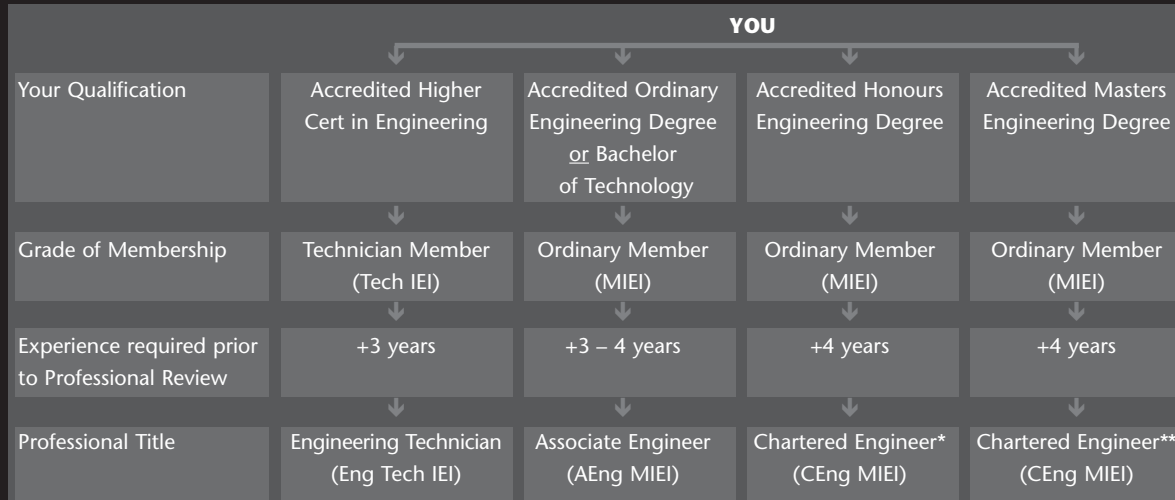 YOU
Your Qualification
Accredited Higher
Cert in Engineering
Accredited Ordinary
Engineering Degree
or Bachelor
of Technology
Accredited Honours
Engineering Degree
Accredited Masters
Engineering Degree
Grade of Membership
Technician Member
(Tech IEI)
Ordinary Member
(MIEI)
Ordinary Member
(MIEI)
Ordinary Member
(MIEI)
Experience required prior
to Professional Review
+3 years
+3 – 4 years
+4 years
+4 years
Professional Title
Engineering Technician
(Eng Tech IEI)
Associate Engineer
(AEng MIEI)
Chartered Engineer*
(CEng MIEI)
Chartered Engineer**
(CEng MIEI)